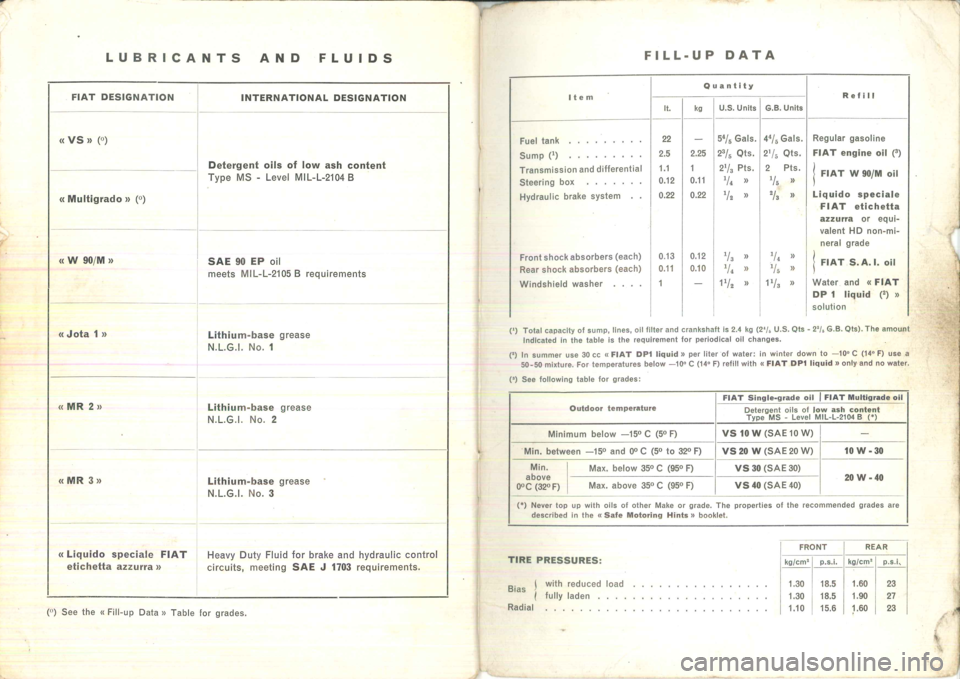 LUBRICANTS AND FLUIDS
FIAT DESIGNATION
INTERNATIONAL DESIGNATION
« VS » (⁰)
Detergent oils of low ash content
Type MS - Level MIL-L-2104 B
« Multigrado » (⁰)
« W 90/M »
SAE 90 EP oil
meets MIL-L-2105 B requirements
« Jota 1 »
Lithium-base grease
N.L.G.I. No. 1
« MR 2 »
Lithium-base grease
N.L.G.I. No. 2
« MR 3 »
Lithium-base grease
N.L.G.I. No. 3
« Liquido speciale FIAT etichetta azzurra »
Heavy Duty Fluid for brake and hydraulic control
circuits, meeting SAE J 1703 requirements.
(⁰) See the « Fill-up Data » Table for grades.
FILL-UP DATA
Item Quantity Refill
lt. kg U.S. Units G.B. Units
Fuel tank . . . . . . . . . 22 — 5⁴/₅ Gals. 4⁴/₅ Gals. Regular gasoline
Sump (¹) . . . . . . . . . 2.5 2.25 2³/₅ Qts. 2¹/₅ Qts. FIAT engine oil (³)
Transmission and differential 1.1 1 2¹/₃ Pts. 2 Pts. FIAT W 90/M oil
Steering box . . . . . . . 0.12 0.11 ¹/₄ » ¹/₅ »
Hydraulic brake system . . 0.22 0.22 ¹/₂ » ²/₅ » Liquido speciale
FIAT etichetta
azzurra or equi-
valent HD non-mi-
neral grade
Front shock absorbers (each) 0.13 0.12 ¹/₃ » ¹/₄ » FIAT S.A.I. oil
Rear shock absorbers (each) 0.11 0.10 ¹/₄ » ¹/₅ »
Windshield washer . . . . 1 — 1¹/₂ » 1¹/₃ » Water and « FIAT
DP 1 liquid (²) »
solution
(¹) Total capacity of sump, lines, oil filter and crankshaft is 2.4 kg (2⁴/₅ U.S. Qts - 2²/₅ G.B. Qts). The amount
indicated in the table is the requirement for periodical oil changes.
(²) In summer use 30 cc « FIAT DP1 liquid » per liter of water: in winter down to —10° C (14° F) use a
50-50 mixture. For temperatures below —10° C (14° F) refill with « FIAT DP1 liquid » only and no water.
(³) See following table for grades:
Outdoor temperature
FIAT Single-grade oil | FIAT Multigrade oil
Detergent oils of low ash content
Type MS - Level MIL-L-2104 B (*)
Minimum below —15° C (5° F) VS 10 W (SAE 10 W) —
Min. between —15° and 0° C (5° to 32° F) VS 20 W (SAE 20 W) 10 W - 30
Min. above 0°C (32° F) Max. below 35° C (95° F) VS 30 (SAE 30) 20 W - 40
Max. above 35° C (95° F) VS 40 (SAE 40)
(*) Never top up with oils of other Make or grade. The properties of the recommended grades are
described in the « Safe Motoring Hints » booklet.
TIRE PRESSURES:
FRONT REAR
kg/cm² p.s.i. kg/cm² p.s.i.
Bias with reduced load . . . . . . . . . . . . . . . . 1.30 18.5 1.60 23
fully laden . . . . . . . . . . . . . . . . . . . . 1.30 18.5 1.90 27
Radial . . . . . . . . . . . . . . . . . . . . . . . . . . 1.10 15.6 1.60 23
carmanualsonline.info